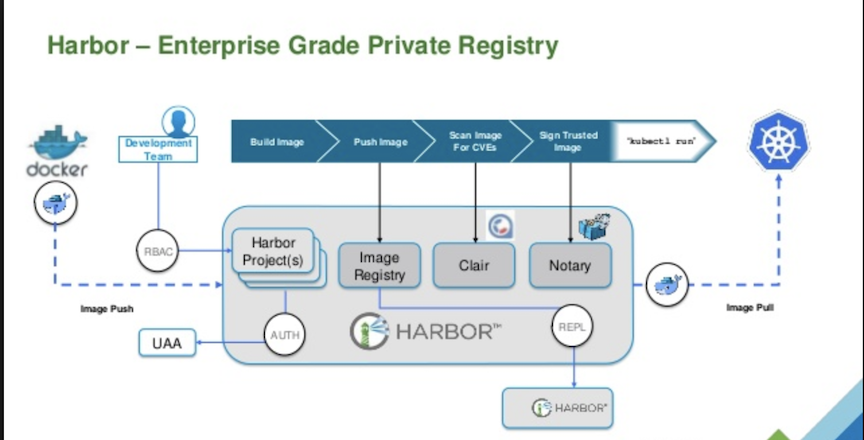 Harbor – Enterprise Grade Private Registry
docker
Development
Team
Build Image
Push Image
Scan Image
For CVEs
Sign Trusted
Image
"kubectl run"
RBAC
Harbor
Project(s)
Image
Registry
Clair
Notary
Image Push
Image Pull
UAA
AUTH
HARBOR™
REPL
HARBOR™